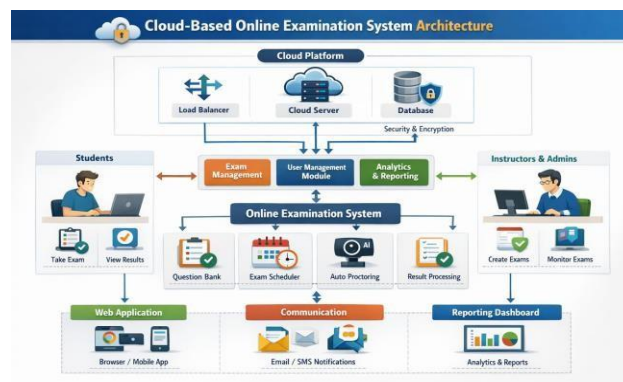 Cloud-Based Online Examination System Architecture
Cloud Platform
Load Balancer
Cloud Server
Database
Security & Encryption
Students
Exam
Management
User Management
Module
Analytics
& Reporting
Instructors & Admins
Take Exam
View Results
Online Examination System
Create Exams
Monitor Exams
AI
Question Bank
Exam Scheduler
Auto Proctoring
Result Processing
Web Application
Communication
Reporting Dashboard
Browser / Mobile App
Email / SMS Notifications
Analytics & Reports